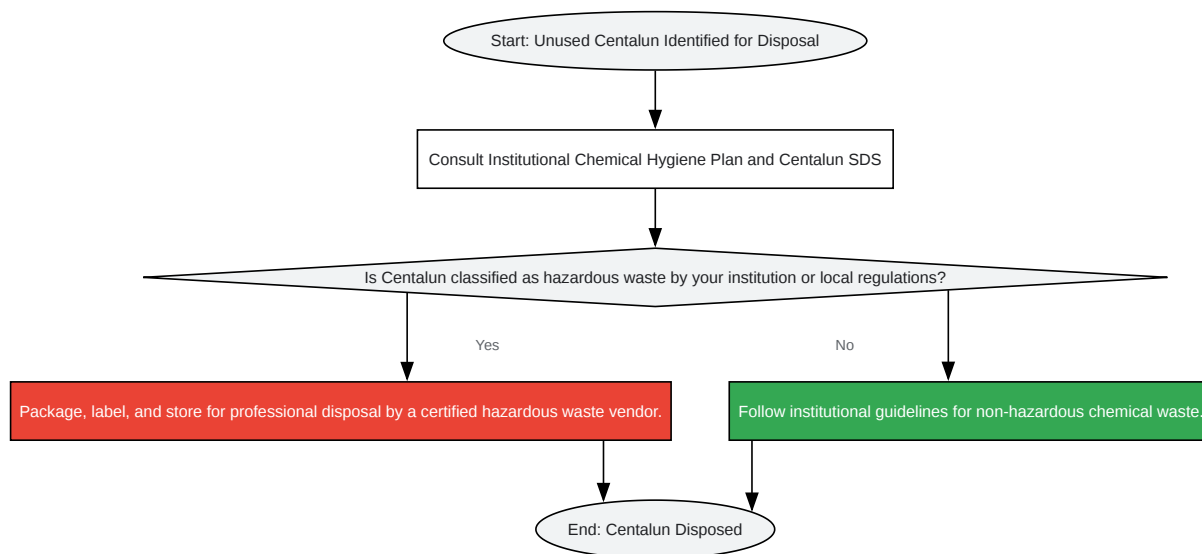 Start: Unused Centalun Identified for Disposal
Consult Institutional Chemical Hygiene Plan and Centalun SDS
Is Centalun classified as hazardous waste by your institution or local regulations?
Yes
No
Package, label, and store for professional disposal by a certified hazardous waste vendor.
Follow institutional guidelines for non-hazardous chemical waste.
End: Centalun Disposed